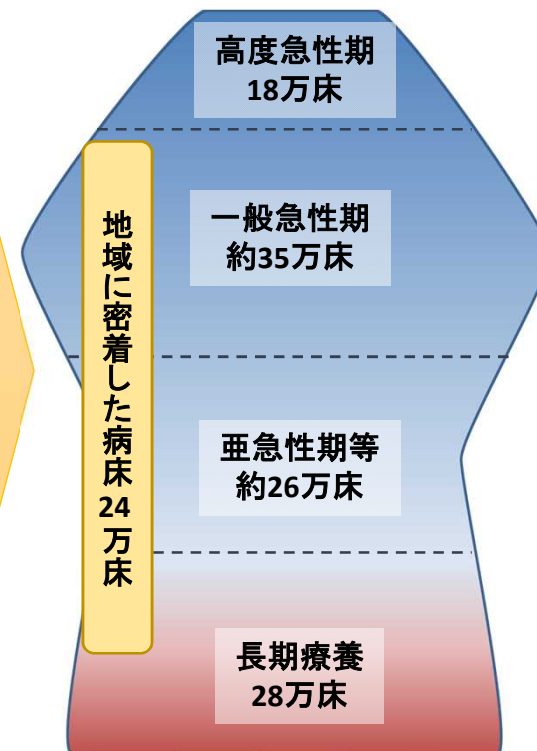 高度急性期
18万床
一般急性期
約35万床
地域に密着した病床24万床
亜急性期等
約26万床
長期療養
28万床